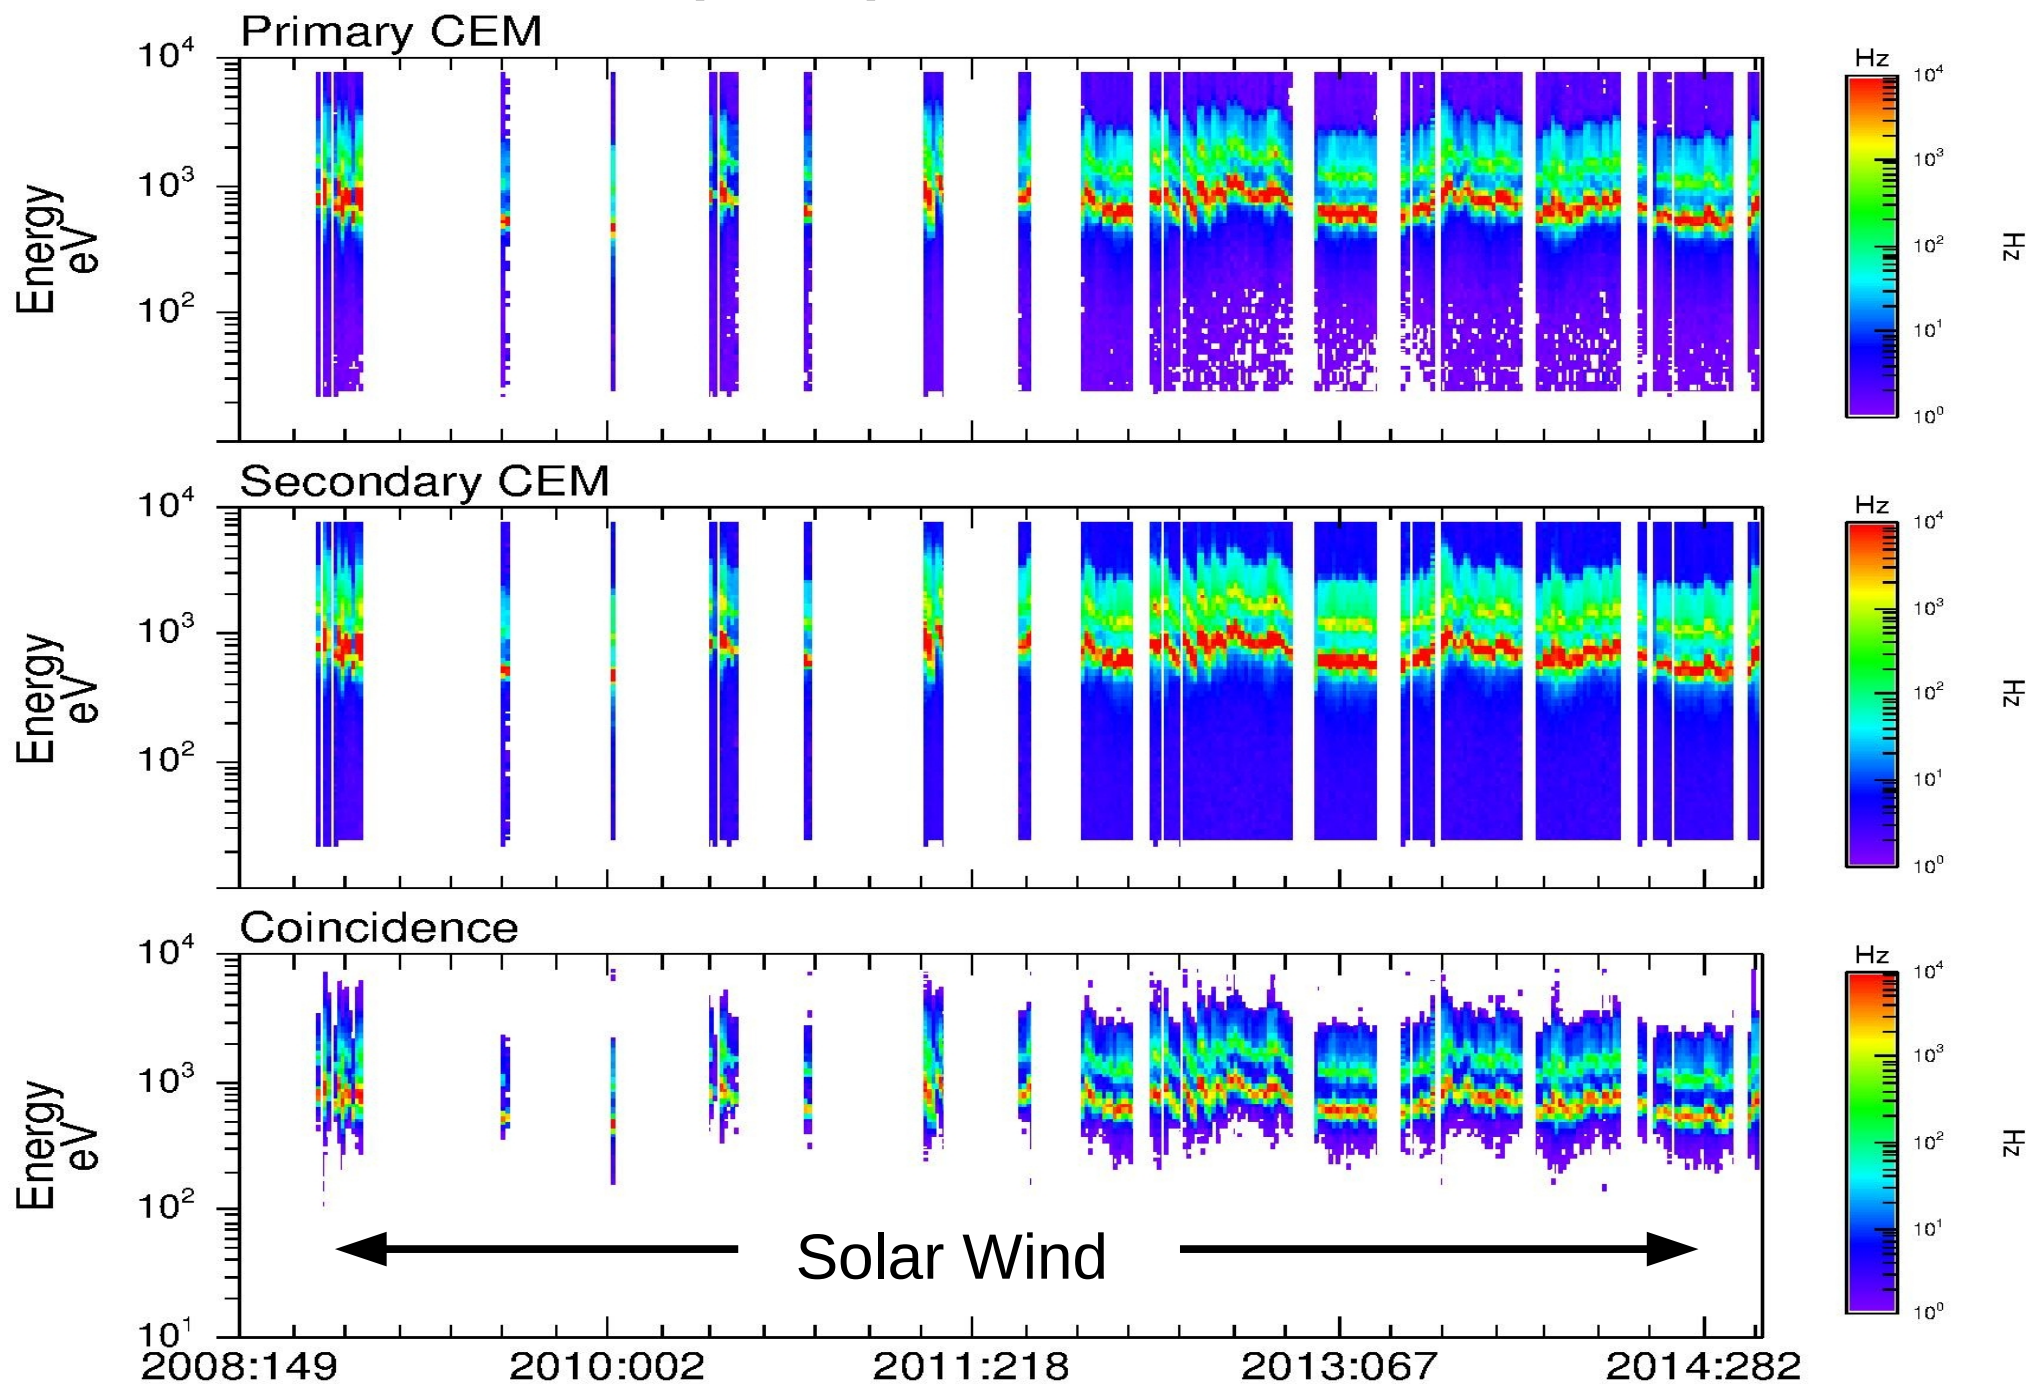 Primary CEM
Hz
10⁴
10³
10²
Energy
eV
10⁴
10³
10²
10¹
10⁰
Hz
Secondary CEM
Hz
10⁴
10³
10²
Energy
eV
10⁴
10³
10²
10¹
10⁰
Hz
Coincidence
Hz
10⁴
10³
10²
10¹
Energy
eV
10⁴
10³
10²
10¹
10⁰
Hz
Solar Wind
2008:149 2010:002 2011:218 2013:067 2014:282